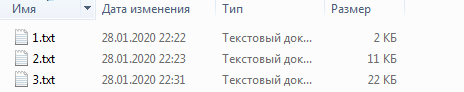 Имя Дата изменения Тип Размер
1.txt 28.01.2020 22:22 Текстовый док... 2 КБ
2.txt 28.01.2020 22:23 Текстовый док... 11 КБ
3.txt 28.01.2020 22:31 Текстовый док... 22 КБ